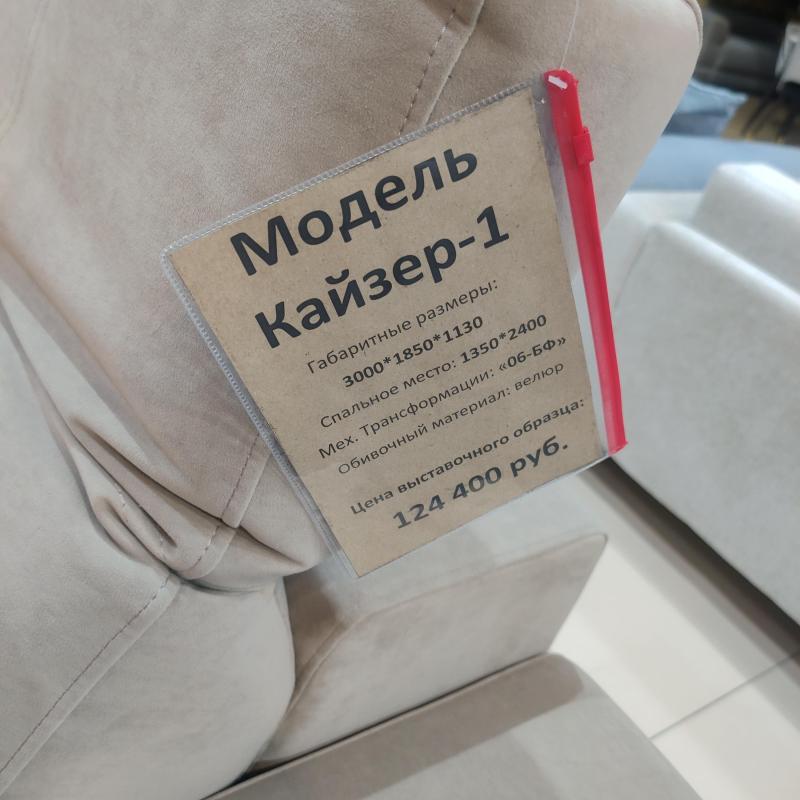 Модель
Кайзер-1
Габаритные размеры:
3000*1850*1130
Спальное место: 1350*2400
Мех. Трансформации: «06-БФ»
Обивочный материал: велюр
Цена выставочного образца:
124 400 руб.